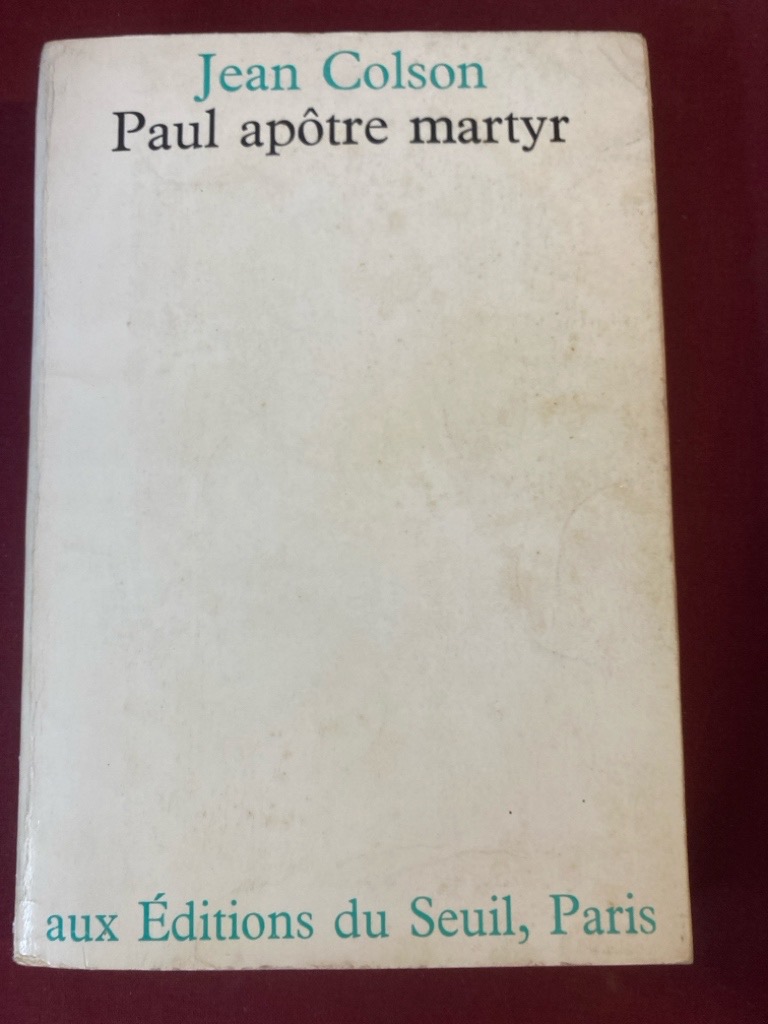 Jean Colson
Paul apôtre martyr
aux Éditions du Seuil, Paris